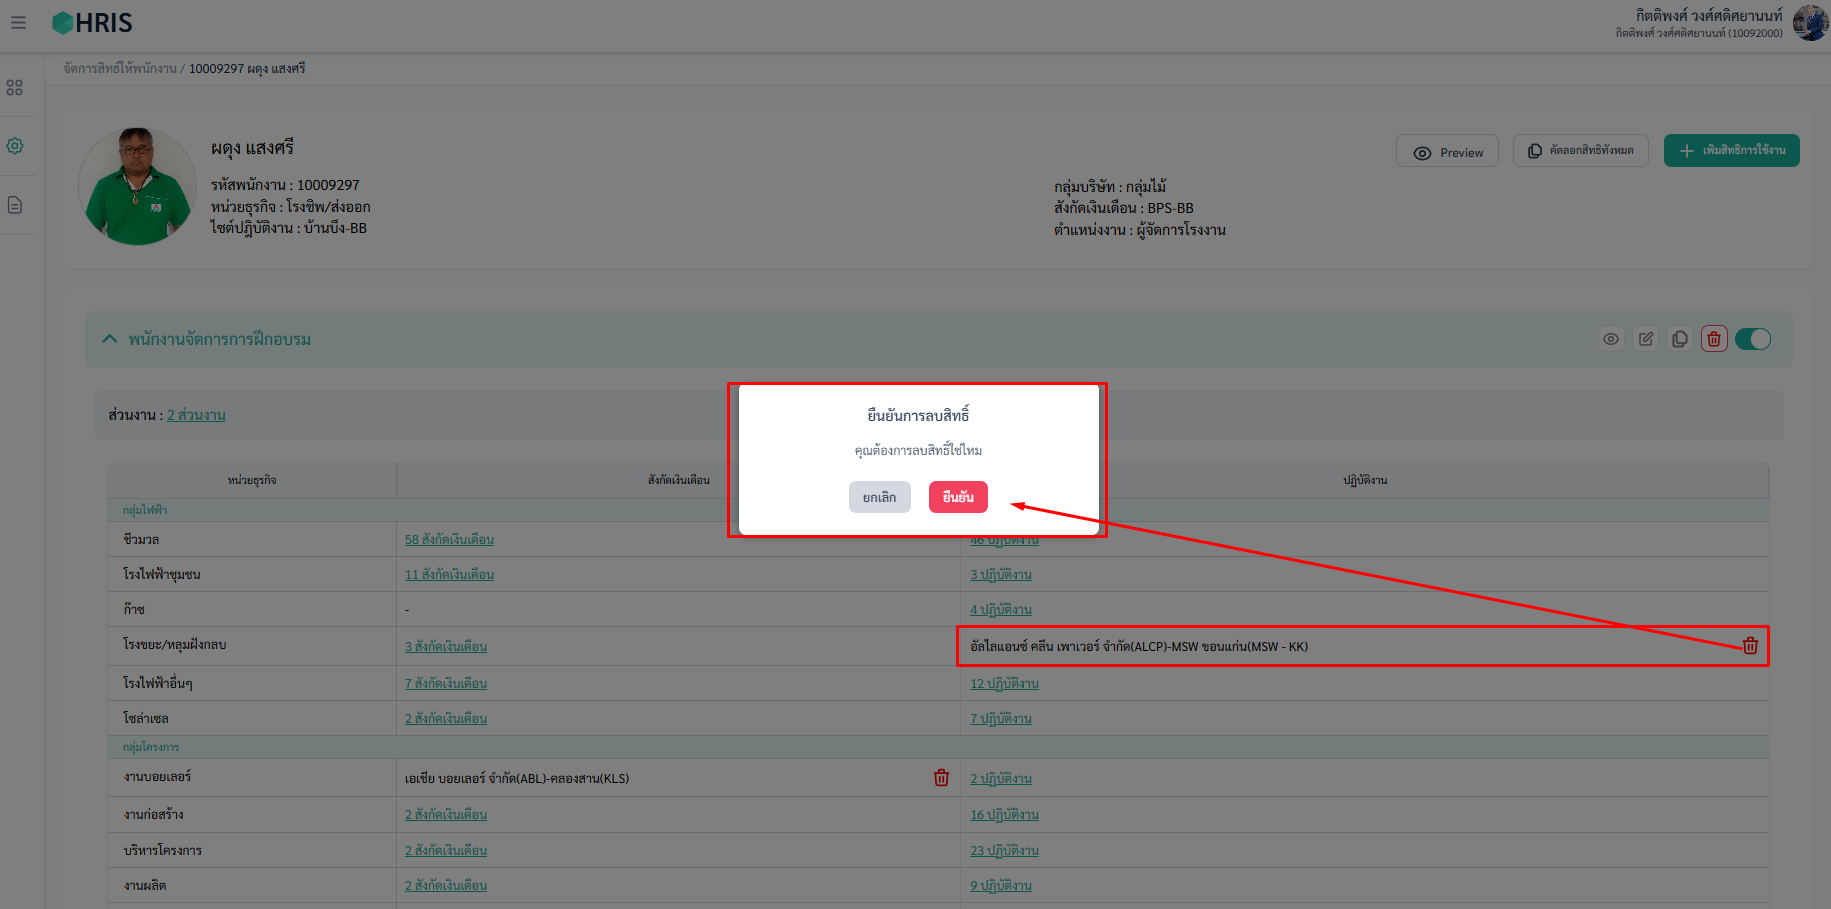 HRIS
กิตติพงศ์ วงศ์ศดิศยานนท์
กิตติพงศ์ วงศ์ศดิศยานนท์ (10092000)
จัดการสิทธิ์ให้พนักงาน / 10009297 ผดุง แสงศรี
ผดุง แสงศรี
รหัสพนักงาน : 10009297
หน่วยธุรกิจ : โรงชิพ/ส่งออก
ไซต์ปฎิบัติงาน : บ้านบึง-BB
Preview
คัดลอกสิทธิทั้งหมด
เพิ่มสิทธิการใช้งาน
กลุ่มบริษัท : กลุ่มไม้
สังกัดเงินเดือน : BPS-BB
ตำแหน่งงาน : ผู้จัดการโรงงาน
พนักงานจัดการการฝึกอบรม
ส่วนงาน : 2 ส่วนงาน
ยืนยันการลบสิทธิ์
คุณต้องการลบสิทธิ์ใช่ไหม
ยกเลิก ยืนยัน
หน่วยธุรกิจ สังกัดเงินเดือน ปฏิบัติงาน
กลุ่มไฟฟ้า
ชีวมวล 58 สังกัดเงินเดือน 46 ปฏิบัติงาน
โรงไฟฟ้าชุมชน 11 สังกัดเงินเดือน 3 ปฏิบัติงาน
ก๊าซ - 4 ปฏิบัติงาน
โรงขยะ/หลุมฝังกลบ 3 สังกัดเงินเดือน อัลไลแอนซ์ คลีน เพาเวอร์ จำกัด(ALCP)-MSW ขอนแก่น(MSW - KK)
โรงไฟฟ้าอื่นๆ 7 สังกัดเงินเดือน 12 ปฏิบัติงาน
โซล่าเซล 2 สังกัดเงินเดือน 7 ปฏิบัติงาน
กลุ่มโครงการ
งานบอยเลอร์ เอเชีย บอยเลอร์ จำกัด(ABL)-คลองสาน(KLS) 2 ปฏิบัติงาน
งานก่อสร้าง 2 สังกัดเงินเดือน 16 ปฏิบัติงาน
บริหารโครงการ 2 สังกัดเงินเดือน 23 ปฏิบัติงาน
งานผลิต 2 สังกัดเงินเดือน 9 ปฏิบัติงาน